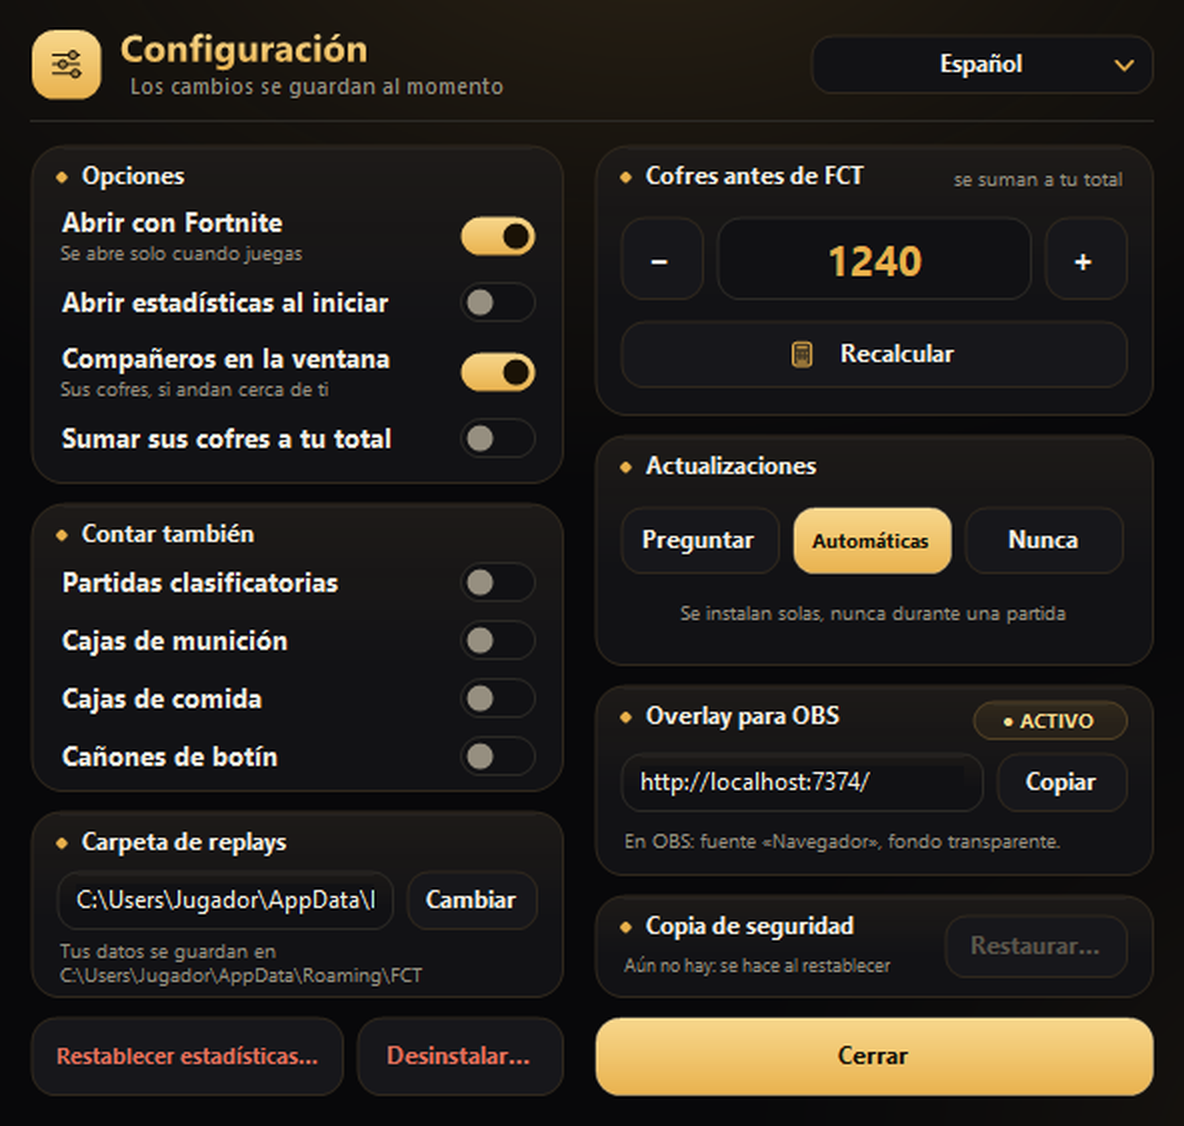 Configuración
Los cambios se guardan al momento
Español
Opciones
Abrir con Fortnite
Se abre solo cuando juegas
Abrir estadísticas al iniciar
Compañeros en la ventana
Sus cofres, si andan cerca de ti
Sumar sus cofres a tu total
Contar también
Partidas clasificatorias
Cajas de munición
Cajas de comida
Cañones de botín
Carpeta de replays
C:\Users\Jugador\AppData\l
Cambiar
Tus datos se guardan en
C:\Users\Jugador\AppData\Roaming\FCT
Restablecer estadísticas...
Desinstalar...
Cofres antes de FCT
se suman a tu total
− 1240 +
Recalcular
Actualizaciones
Preguntar
Automáticas
Nunca
Se instalan solas, nunca durante una partida
Overlay para OBS
• ACTIVO
http://localhost:7374/
Copiar
En OBS: fuente «Navegador», fondo transparente.
Copia de seguridad
Aún no hay: se hace al restablecer
Restaurar...
Cerrar